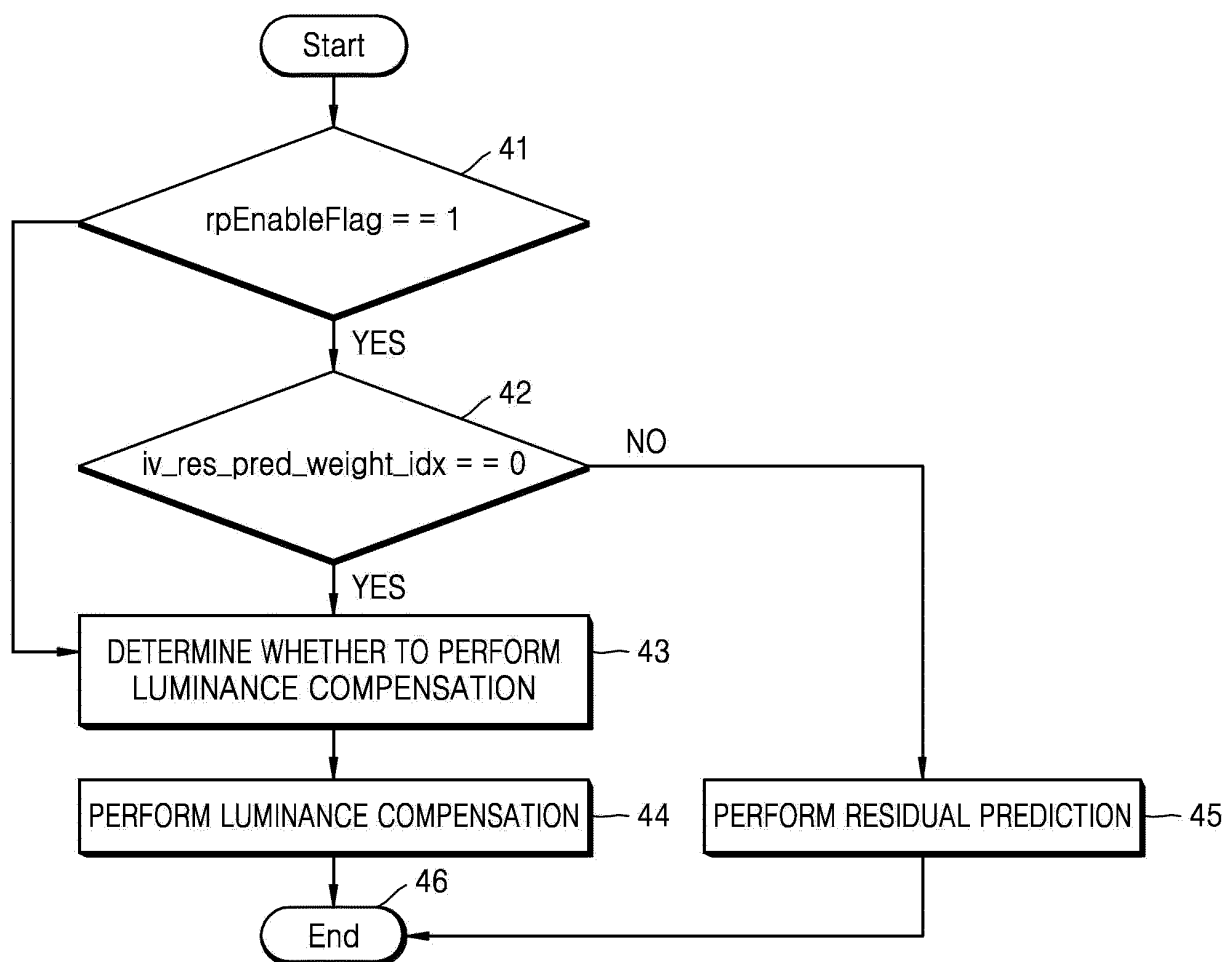 Start
41
rpEnableFlag = = 1
YES
42
iv_res_pred_weight_idx = = 0
NO
YES
DETERMINE WHETHER TO PERFORM
LUMINANCE COMPENSATION
43
PERFORM LUMINANCE COMPENSATION
44
PERFORM RESIDUAL PREDICTION
45
46
End